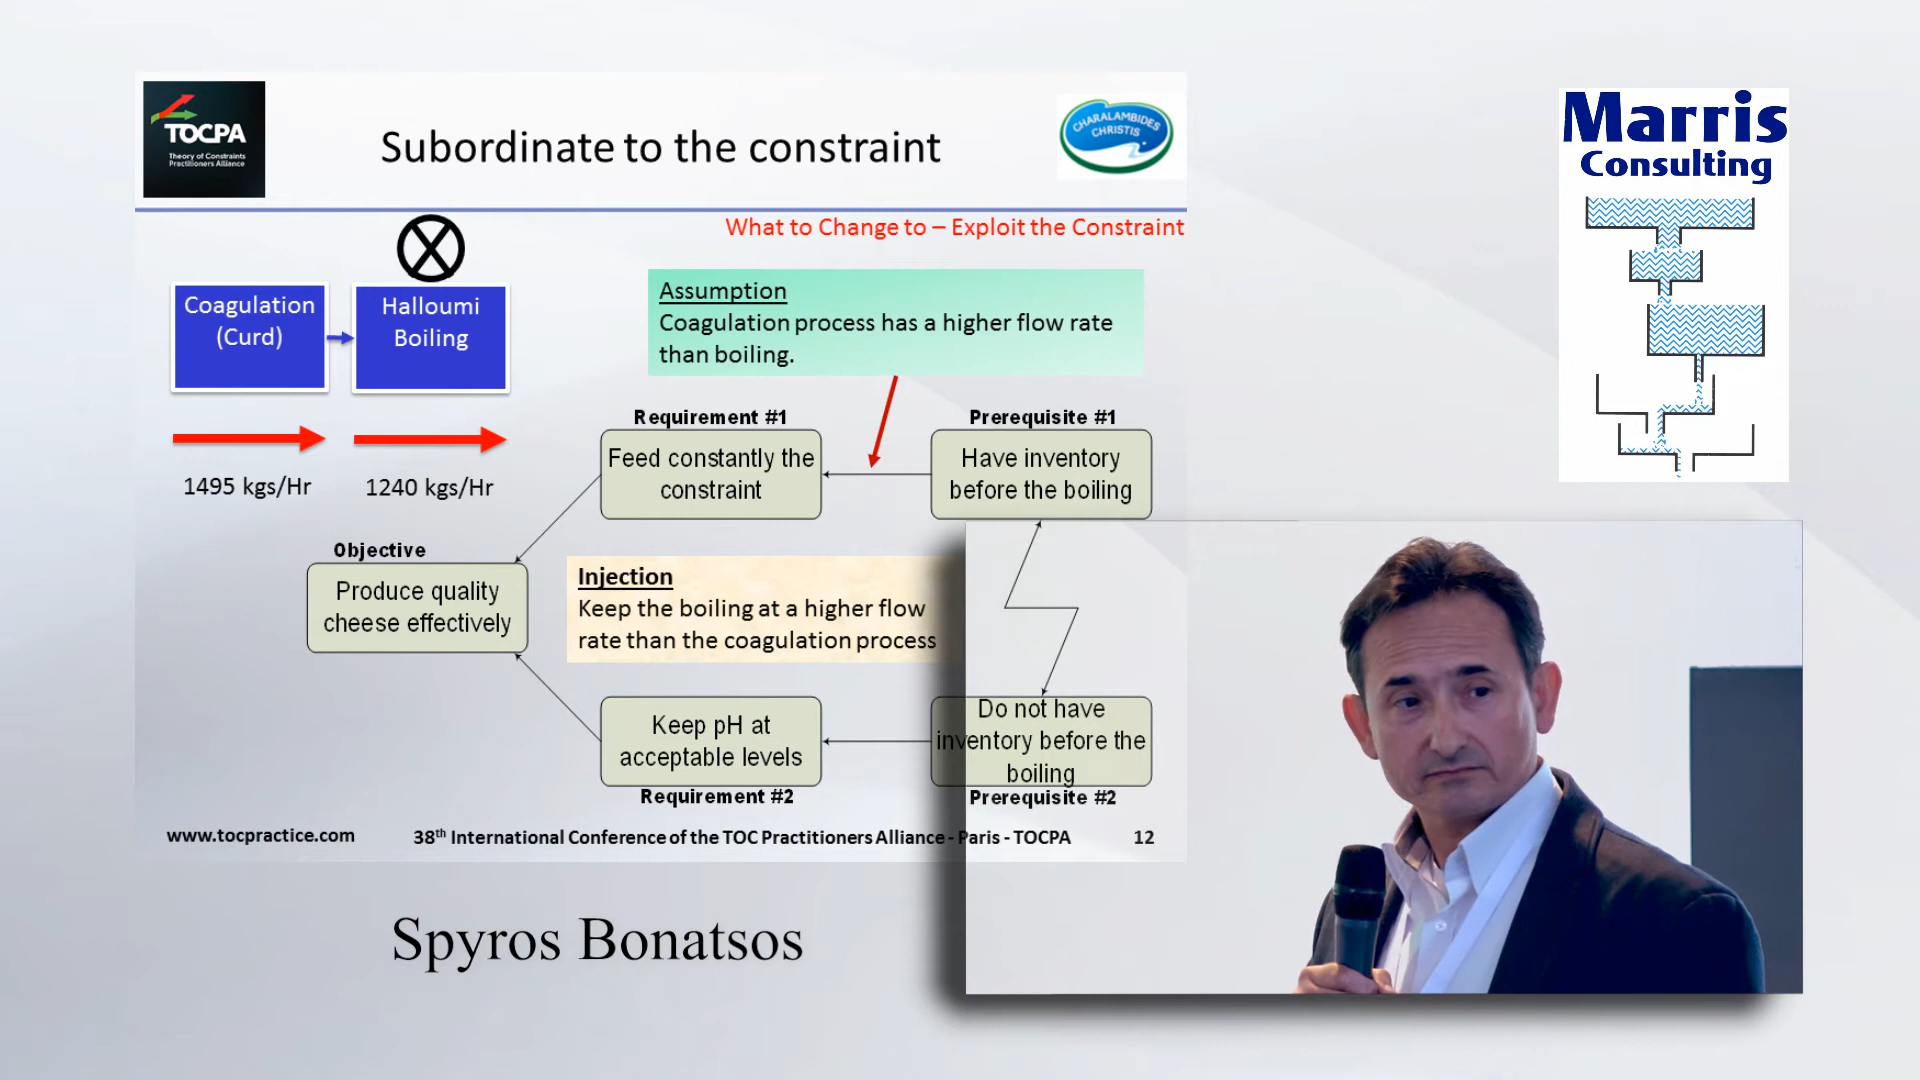 TOCPA
Theory of Constraints
Practitioners Alliance
Subordinate to the constraint
CHARALAMBIDES
CHRISTIS
Marris
Consulting
What to Change to – Exploit the Constraint
X
Coagulation
(Curd)
Halloumi
Boiling
1495 kgs/Hr
1240 kgs/Hr
Assumption
Coagulation process has a higher flow rate
than boiling.
Requirement #1
Feed constantly the
constraint
Prerequisite #1
Have inventory
before the boiling
Objective
Produce quality
cheese effectively
Injection
Keep the boiling at a higher flow
rate than the coagulation process
Keep pH at
acceptable levels
Requirement #2
Do not have
inventory before the
boiling
Prerequisite #2
www.tocpractice.com
38th International Conference of the TOC Practitioners Alliance - Paris - TOCPA
12
Spyros Bonatsos